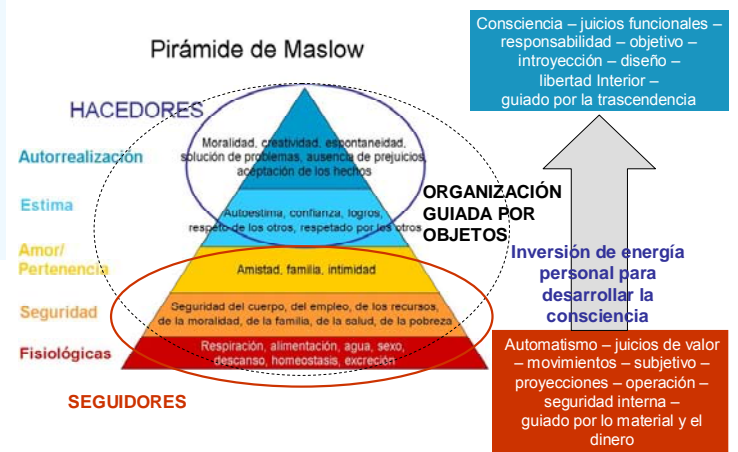 Pirámide de Maslow
HACEDORES
Autorrealización
Moralidad, creatividad, espontaneidad,
solución de problemas, ausencia de prejuicios,
aceptación de los hechos
Estima
Autoestima, confianza, logros,
respeto de los otros, respetado por los otros
Amor/
Pertenencia
Amistad, familia, intimidad
Seguridad
Seguridad del cuerpo, del empleo, de los recursos,
de la moralidad, de la familia, de la salud, de la pobreza
Fisiológicas
Respiración, alimentación, agua, sexo,
descanso, homeostasis, excreción
SEGUIDORES
ORGANIZACIÓN
GUIADA POR
OBJETOS
Consciencia – juicios funcionales –
responsabilidad – objetivo –
introyección – diseño –
libertad Interior –
guiado por la trascendencia
Inversión de energía
personal para
desarrollar la
consciencia
Automatismo – juicios de valor
– movimientos – subjetivo –
proyecciones – operación –
seguridad interna –
guiado por lo material y el
dinero